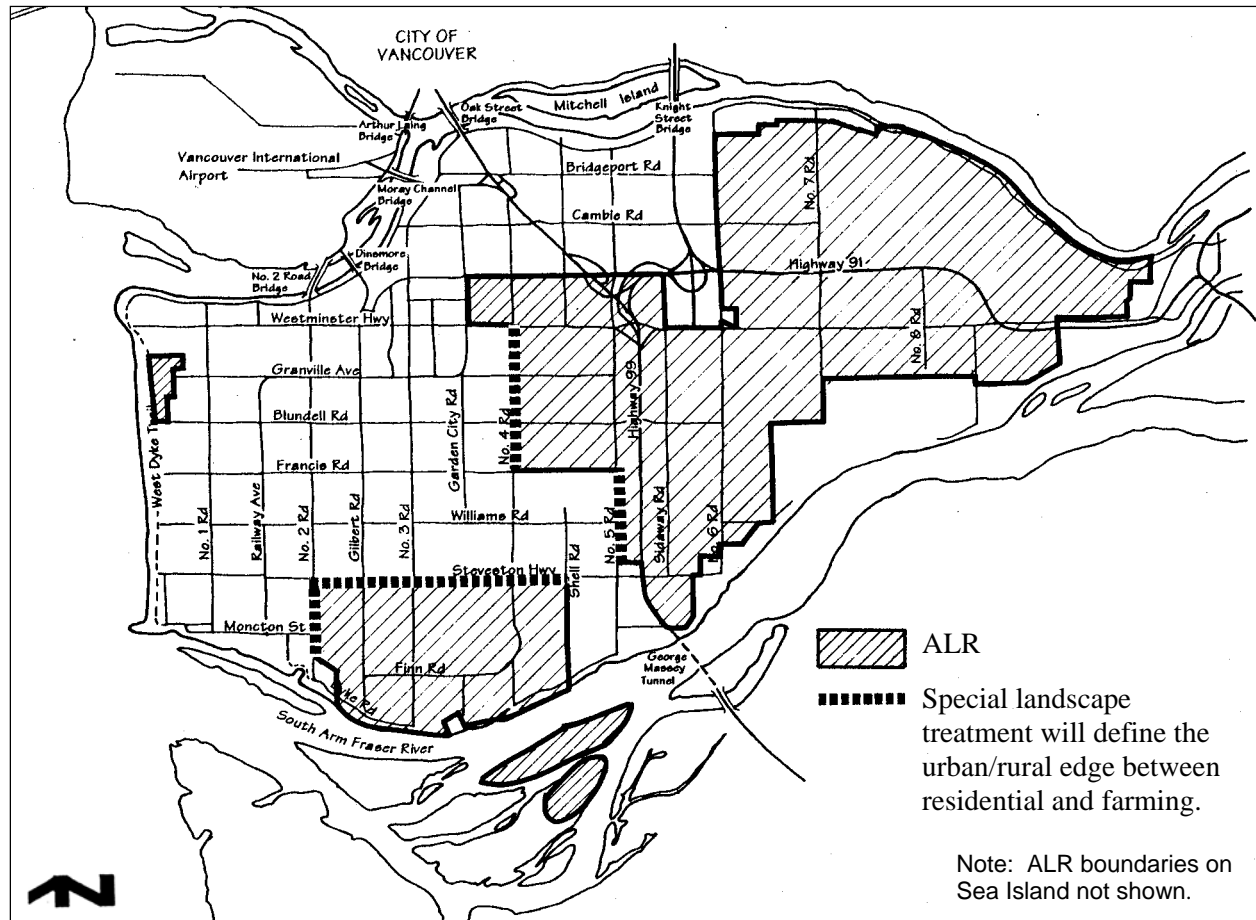 CITY OF
VANCOUVER
Mitchell Island
Oak Street
Bridge
Knight
Street
Bridge
Arthur Laing
Bridge
Vancouver International
Airport
Bridgeport Rd
No. 7 Rd
Moray Channel
Bridge
Cambie Rd
Dinsmore
Bridge
Highway 91
No. 2 Road
Bridge
Westminster Hwy
No. 8 Rd
Granville Ave
Highway 99
Blundell Rd
Garden City Rd
No. 4 Rd
West Dyke Trail
Francis Rd
Williams Rd
No. 1 Rd
Railway Ave
No. 2 Rd
Gilbert Rd
No. 3 Rd
No. 5 Rd
Sidaway Rd
No. 6 Rd
Shell Rd
Steveston Hwy
Moncton St
Finn Rd
Dyke Rd
George
Massey
Tunnel
South Arm Fraser River
ALR
Special landscape
treatment will define the
urban/rural edge between
residential and farming.
Note: ALR boundaries on
Sea Island not shown.
N